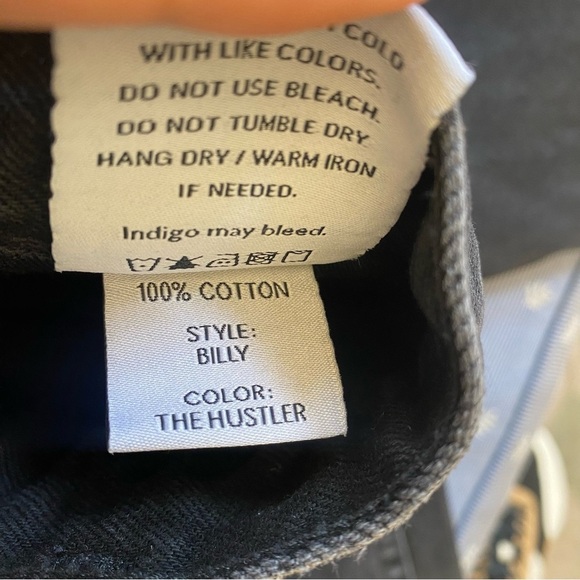 COLD
WITH LIKE COLORS.
DO NOT USE BLEACH.
DO NOT TUMBLE DRY
HANG DRY / WARM IRON
IF NEEDED.
Indigo may bleed.
100% COTTON
STYLE:
BILLY
COLOR:
THE HUSTLER